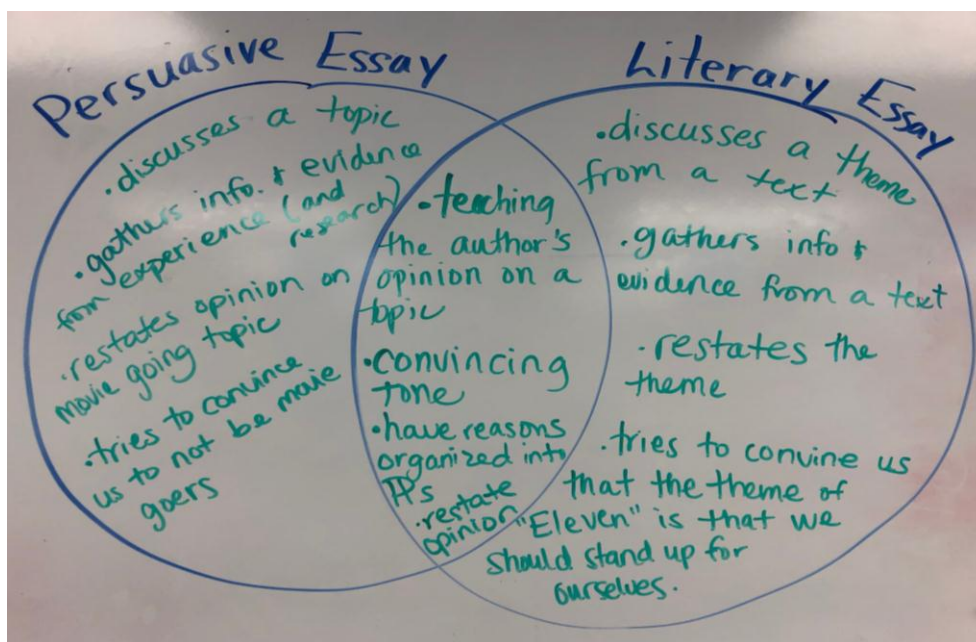 Persuasive Essay
• discusses a topic
• gathers info. + evidence
from experience (and
research)
• restates opinion on
movie going topic
• tries to convince
us to not be movie
goers
• teaching
the author's
opinion on a
topic
• convincing
tone
• have reasons
organized into
¶'s
• restate
opinion
Literary Essay
• discusses a theme
from a text
• gathers info +
evidence from a text
• restates the
theme
• tries to convine us
that the theme of
"Eleven" is that we
should stand up for
ourselves.